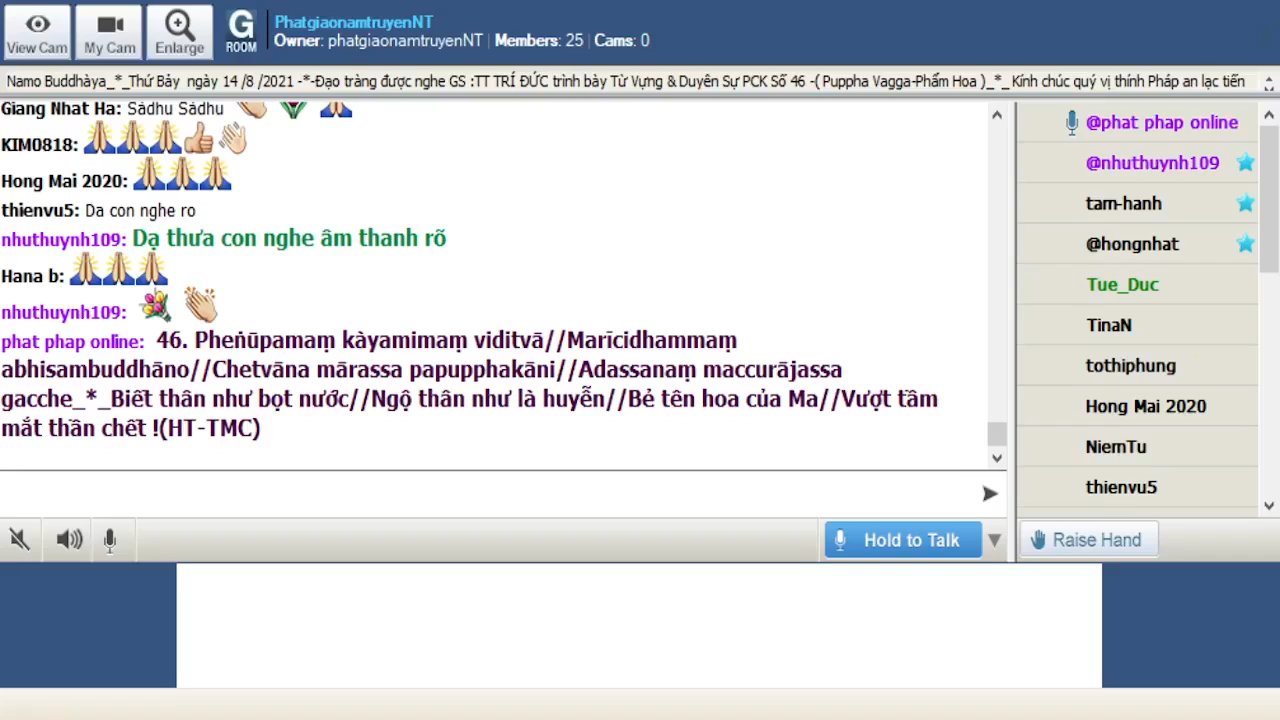 View Cam
My Cam
Enlarge
G
ROOM
PhatgiaonamtruyenNT
Owner: phatgiaonamtruyenNT | Members: 25 | Cams: 0
Namo Buddhàya_*_Thứ Bảy ngày 14 /8 /2021 -*-Đạo tràng được nghe GS :TT TRÍ ĐỨC trình bày Từ Vựng & Duyên Sự PCK Số 46 -( Puppha Vagga-Phẩm Hoa )_*_ Kính chúc quý vị thính Pháp an lạc tiến
Giang Nhat Ha: Sādhu Sādhu
KIM0818:
Hong Mai 2020:
thienvu5: Da con nghe ro
nhuthuynh109: Dạ thưa con nghe âm thanh rõ
Hana b:
nhuthuynh109:
phat phap online: 46. Pheṅūpamaṃ kàyamimaṃ viditvā//Marīcidhammaṃ
abhisambuddhāno//Chetvāna mārassa papupphakāni//Adassanaṃ maccurājassa
gacche_*_Biết thân như bọt nước//Ngộ thân như là huyễn//Bẻ tên hoa của Ma//Vượt tầm
mắt thần chết !(HT-TMC)
@phat phap online
@nhuthuynh109
tam-hanh
@hongnhat
Tue_Duc
TinaN
tothiphung
Hong Mai 2020
NiemTu
thienvu5
Hold to Talk
Raise Hand